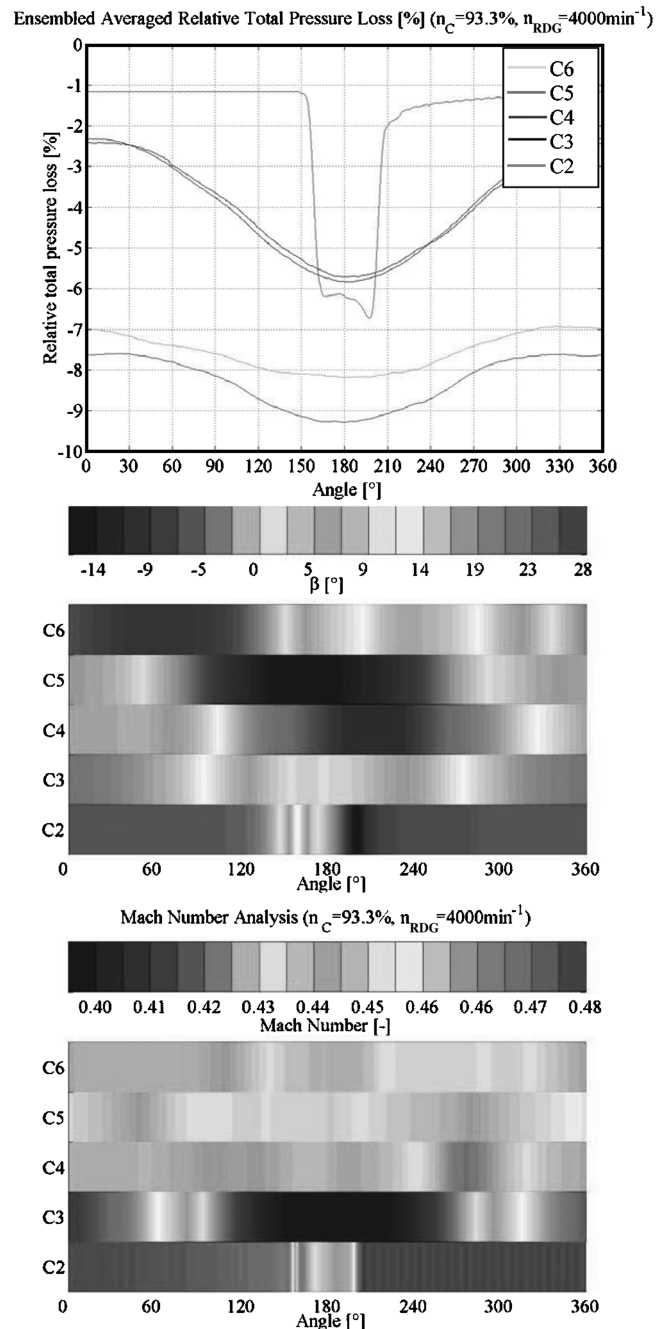 Ensembled Averaged Relative Total Pressure Loss [%] (n_C=93.3%, n_RDG=4000min⁻¹)
0
-1
-2
-3
-4
-5
-6
-7
-8
-9
-10
Relative total pressure loss [%]
C6
C5
C4
C3
C2
0 30 60 90 120 150 180 210 240 270 300 330 360
Angle [°]
-14 -9 -5 0 5 9 14 19 23 28
β [°]
C6
C5
C4
C3
C2
0 60 120 180 240 300 360
Angle [°]
Mach Number Analysis (n_C=93.3%, n_RDG=4000min⁻¹)
0.40 0.41 0.42 0.43 0.44 0.45 0.46 0.46 0.47 0.48
Mach Number [-]
C6
C5
C4
C3
C2
0 60 120 180 240 300 360
Angle [°]